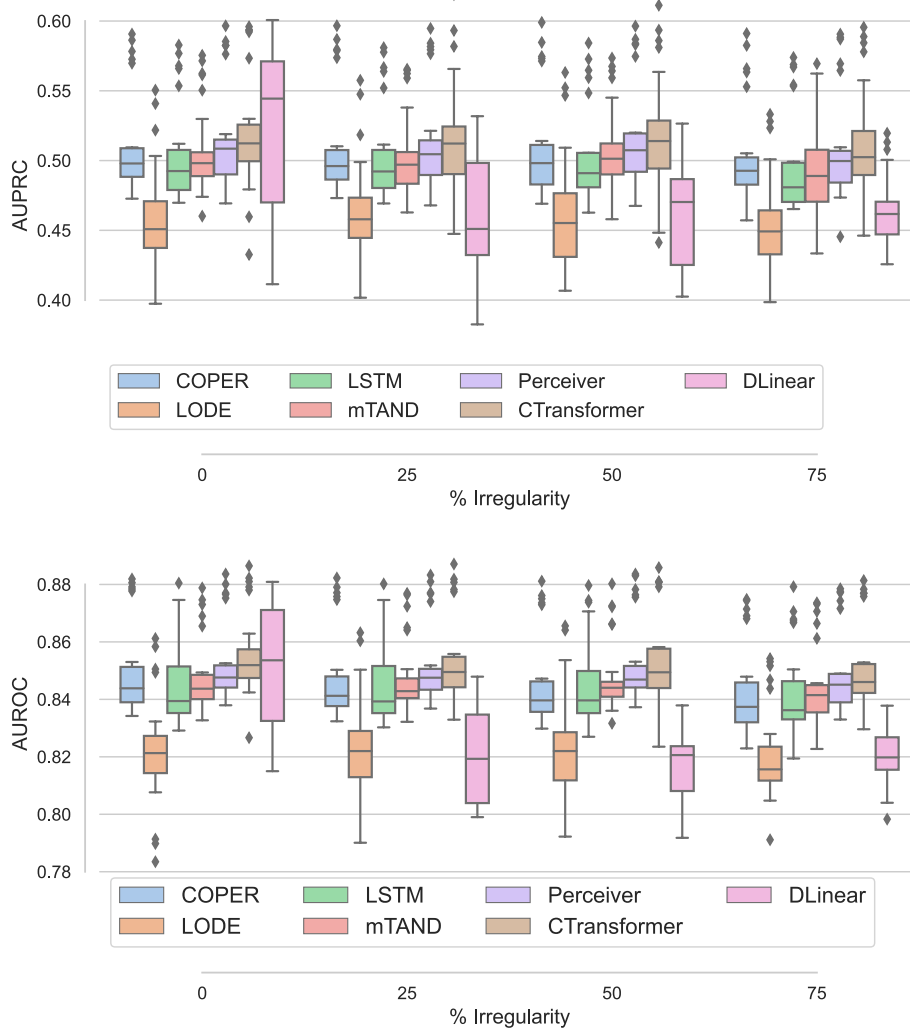 0.60
0.55
0.50
0.45
0.40
AUPRC
COPER LSTM Perceiver DLinear
LODE mTAND CTransformer
0 25 50 75
% Irregularity
0.88
0.86
0.84
0.82
0.80
0.78
AUROC
COPER LSTM Perceiver DLinear
LODE mTAND CTransformer
0 25 50 75
% Irregularity